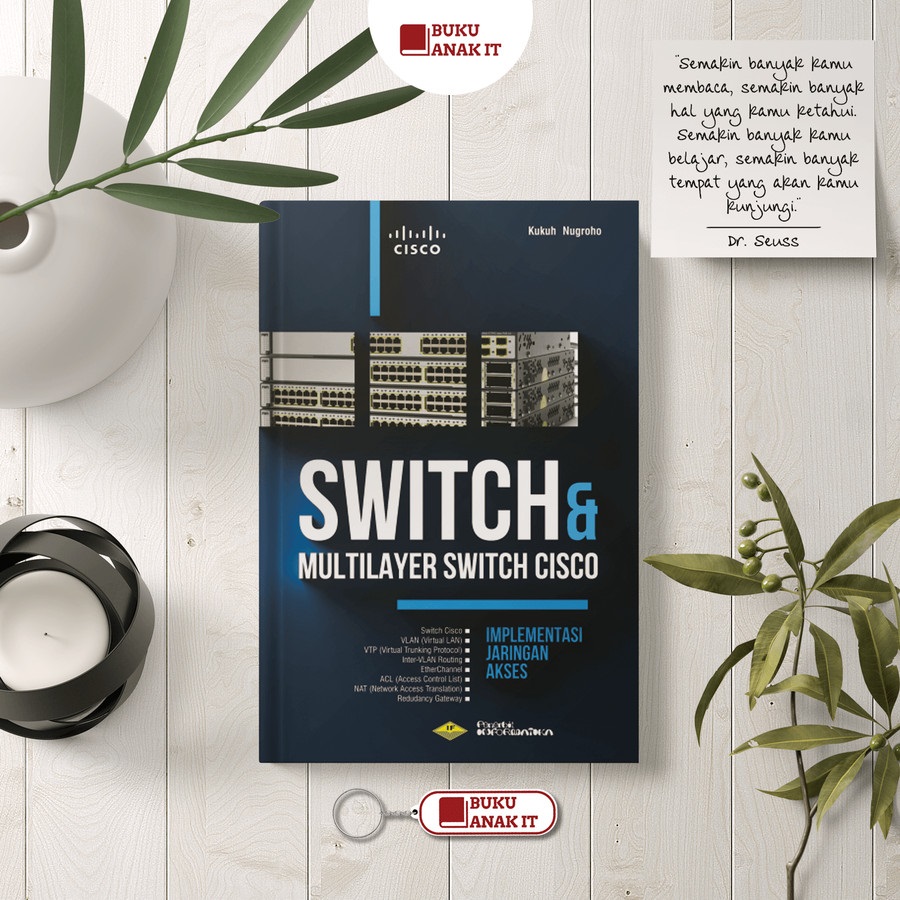 BUKU
ANAK IT
"Semakin banyak kamu
membaca, semakin banyak
hal yang kamu ketahui.
Semakin banyak kamu
belajar, semakin banyak
tempat yang akan kamu
kunjungi."
Dr. Seuss
CISCO
Kukuh Nugroho
SWITCH &
MULTILAYER SWITCH CISCO
Switch Cisco
VLAN (Virtual LAN)
VTP (Virtual Trunking Protocol)
Inter-VLAN Routing
EtherChannel
ACL (Access Control List)
NAT (Network Access Translation)
Redudancy Gateway
IMPLEMENTASI
JARINGAN
AKSES
IF
Penerbit
INFORMATIKA
BUKU
ANAK IT